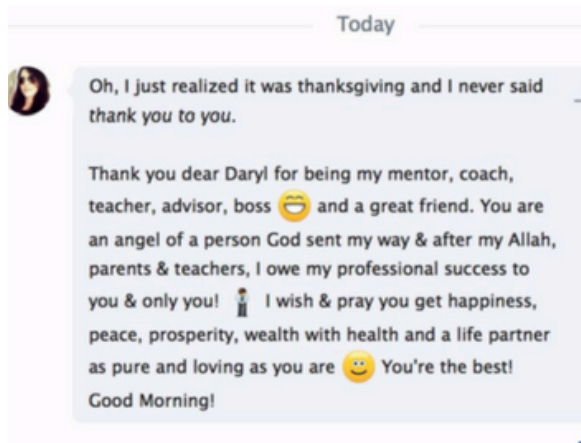 Today
Oh, I just realized it was thanksgiving and I never said
thank you to you.
Thank you dear Daryl for being my mentor, coach,
teacher, advisor, boss 😁 and a great friend. You are
an angel of a person God sent my way & after my Allah,
parents & teachers, I owe my professional success to
you & only you! I wish & pray you get happiness,
peace, prosperity, wealth with health and a life partner
as pure and loving as you are 🙂 You're the best!
Good Morning!